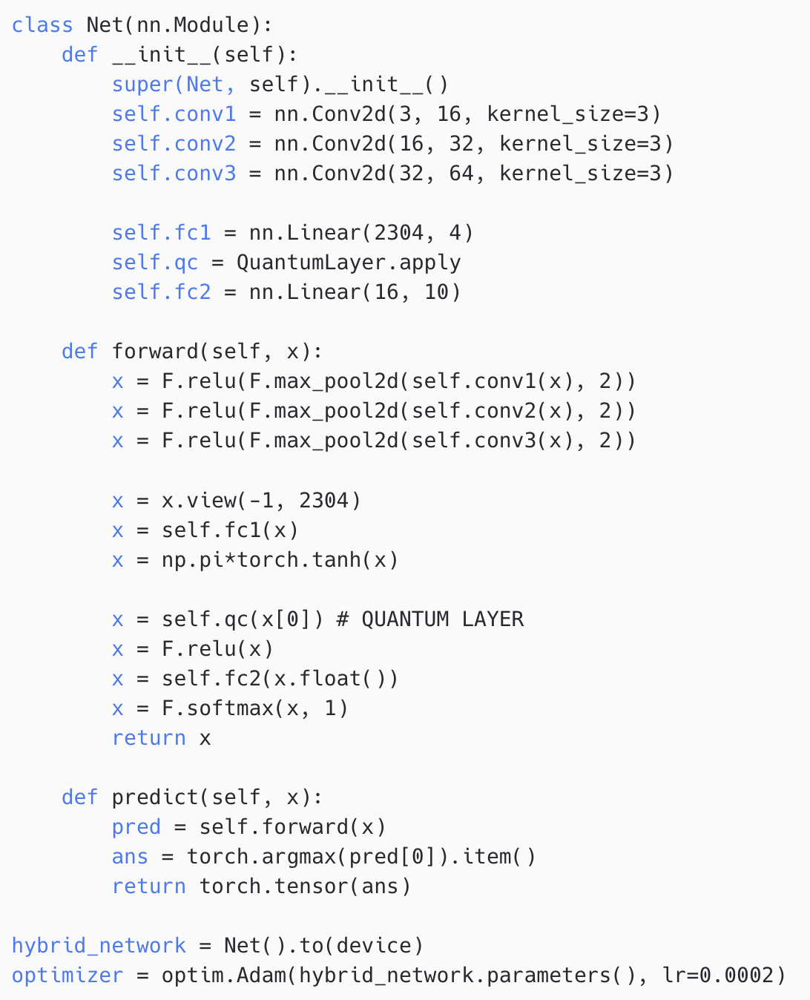 class Net(nn.Module):
    def __init__(self):
        super(Net, self).__init__()
        self.conv1 = nn.Conv2d(3, 16, kernel_size=3)
        self.conv2 = nn.Conv2d(16, 32, kernel_size=3)
        self.conv3 = nn.Conv2d(32, 64, kernel_size=3)

        self.fc1 = nn.Linear(2304, 4)
        self.qc = QuantumLayer.apply
        self.fc2 = nn.Linear(16, 10)

    def forward(self, x):
        x = F.relu(F.max_pool2d(self.conv1(x), 2))
        x = F.relu(F.max_pool2d(self.conv2(x), 2))
        x = F.relu(F.max_pool2d(self.conv3(x), 2))

        x = x.view(-1, 2304)
        x = self.fc1(x)
        x = np.pi*torch.tanh(x)

        x = self.qc(x[0]) # QUANTUM LAYER
        x = F.relu(x)
        x = self.fc2(x.float())
        x = F.softmax(x, 1)
        return x

    def predict(self, x):
        pred = self.forward(x)
        ans = torch.argmax(pred[0]).item()
        return torch.tensor(ans)

hybrid_network = Net().to(device)
optimizer = optim.Adam(hybrid_network.parameters(), lr=0.0002)